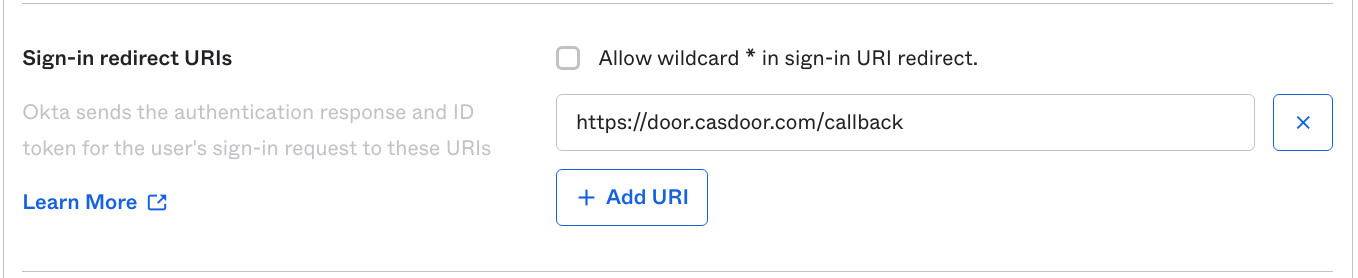 Sign-in redirect URIs
Allow wildcard * in sign-in URI redirect.
Okta sends the authentication response and ID
token for the user's sign-in request to these URIs
Learn More
https://door.casdoor.com/callback
+ Add URI